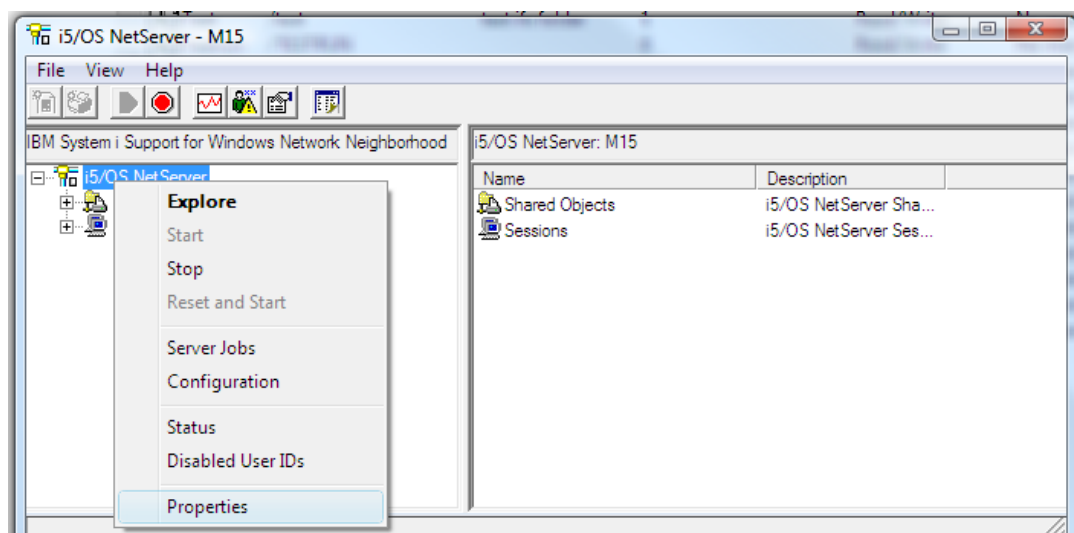 i5/OS NetServer - M15
File View Help
IBM System i Support for Windows Network Neighborhood
i5/OS NetServer: M15
i5/OS NetServer
Name Description
Shared Objects i5/OS NetServer Sha...
Sessions i5/OS NetServer Ses...
Explore
Start
Stop
Reset and Start
Server Jobs
Configuration
Status
Disabled User IDs
Properties